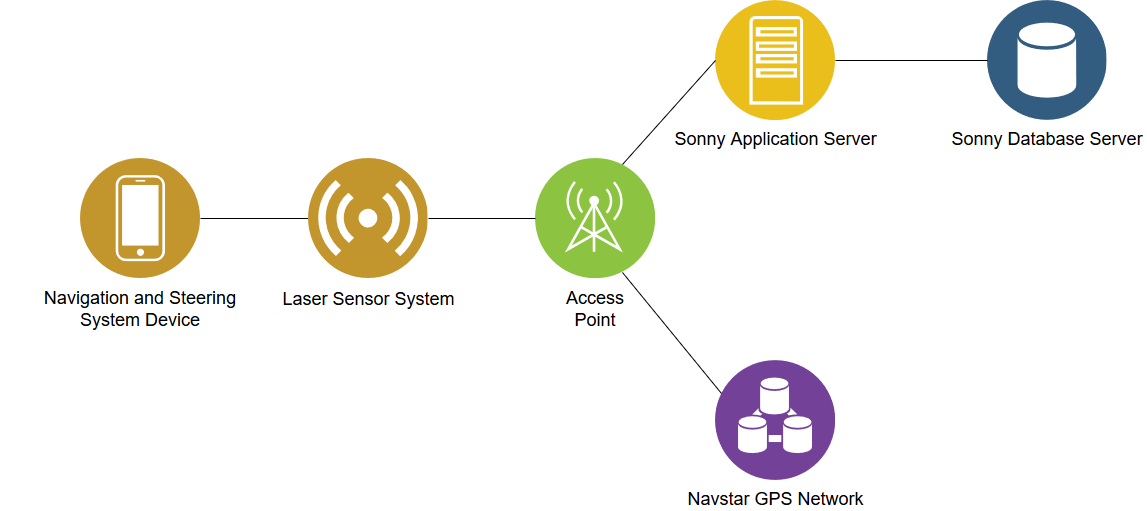 Sonny Application Server
Sonny Database Server
Navigation and Steering
System Device
Laser Sensor System
Access
Point
Navstar GPS Network